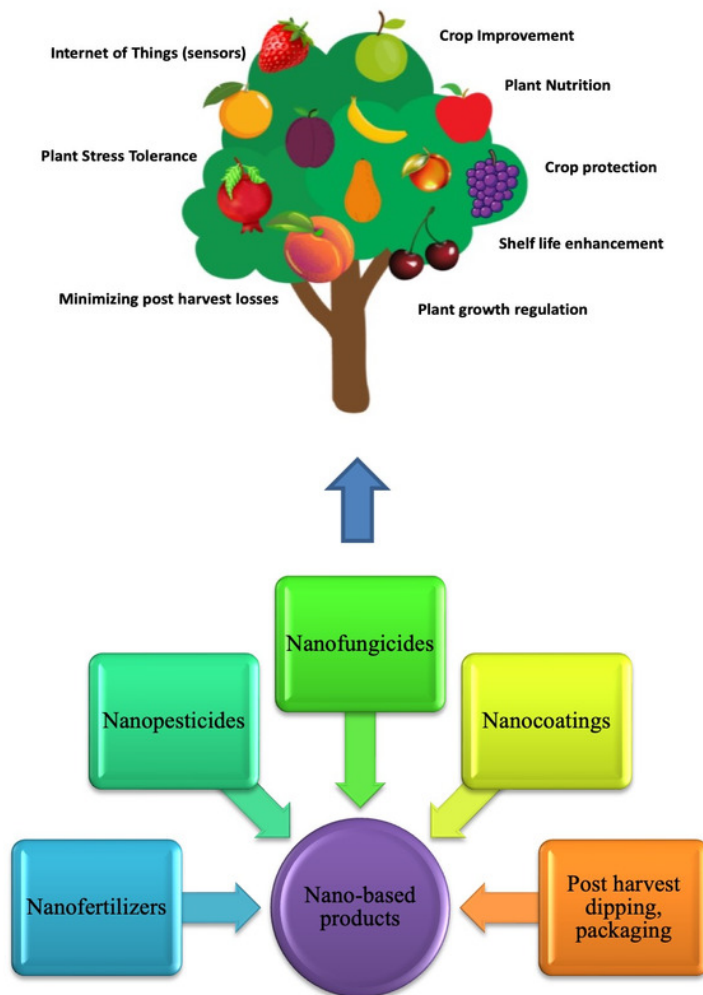 Internet of Things (sensors)
Crop Improvement
Plant Nutrition
Plant Stress Tolerance
Crop protection
Shelf life enhancement
Minimizing post harvest losses
Plant growth regulation
Nanofungicides
Nanopesticides
Nanocoatings
Nanofertilizers
Nano-based
products
Post harvest
dipping,
packaging